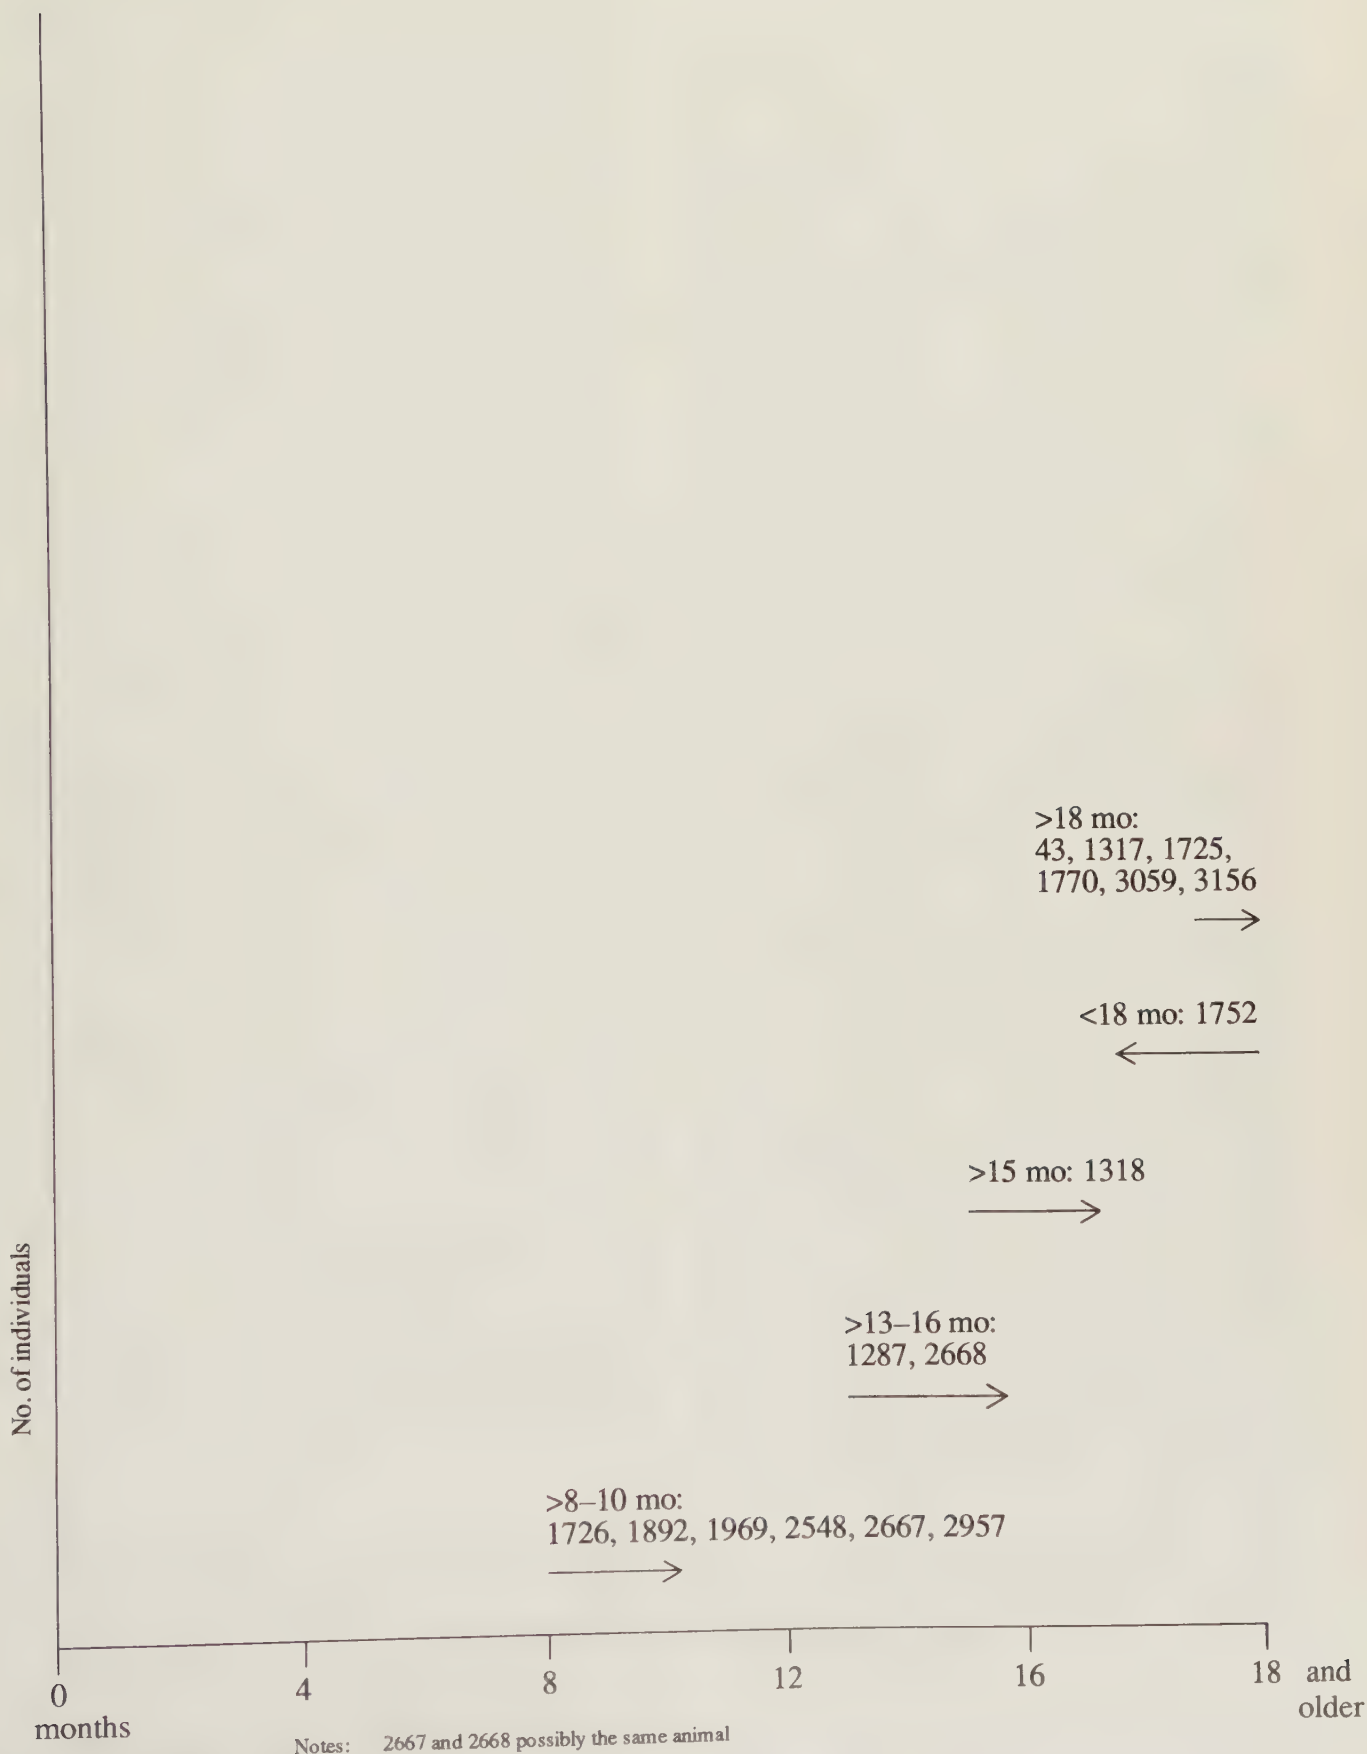 >18 mo:
43, 1317, 1725,
1770, 3059, 3156
<18 mo: 1752
>15 mo: 1318
>13–16 mo:
1287, 2668
No. of individuals
>8–10 mo:
1726, 1892, 1969, 2548, 2667, 2957
0 4 8 12 16 18 and
months older
Notes: 2667 and 2668 possibly the same animal